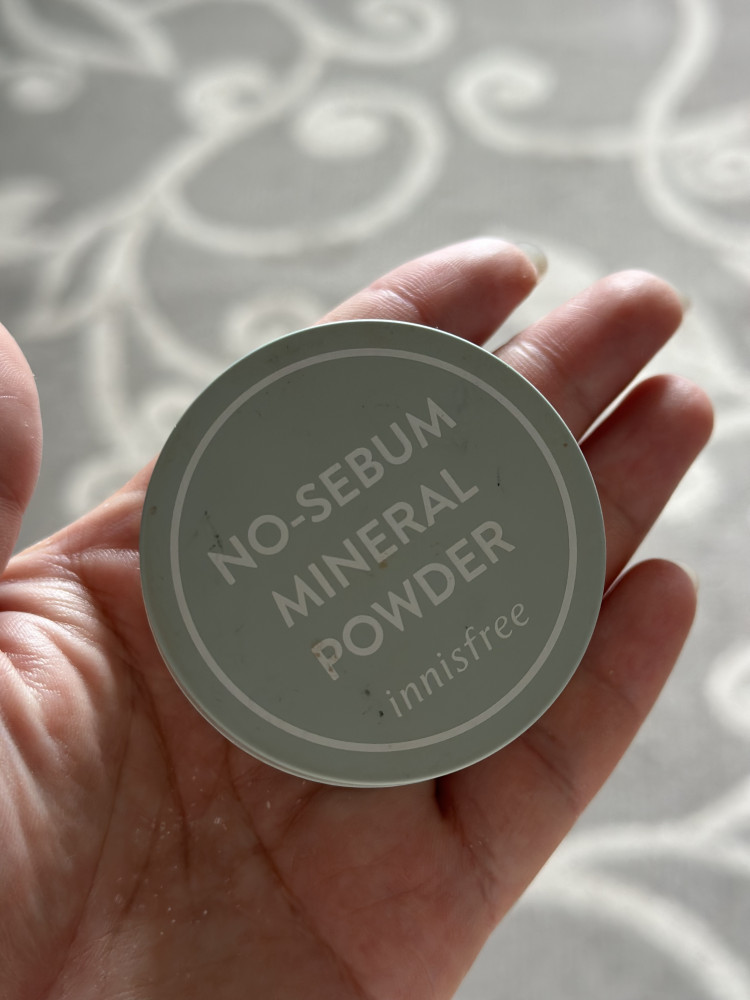 NO-SEBUM
MINERAL
POWDER
innisfree